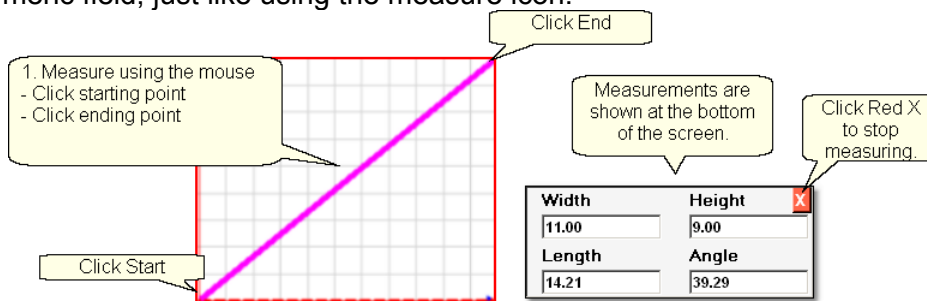 meric field, just like using the measure icon.
Click End
1. Measure using the mouse
- Click starting point
- Click ending point
Measurements are
shown at the bottom
of the screen.
Click Red X
to stop
measuring.
Width
Height
X
11.00
9.00
Length
Angle
14.21
39.29
Click Start